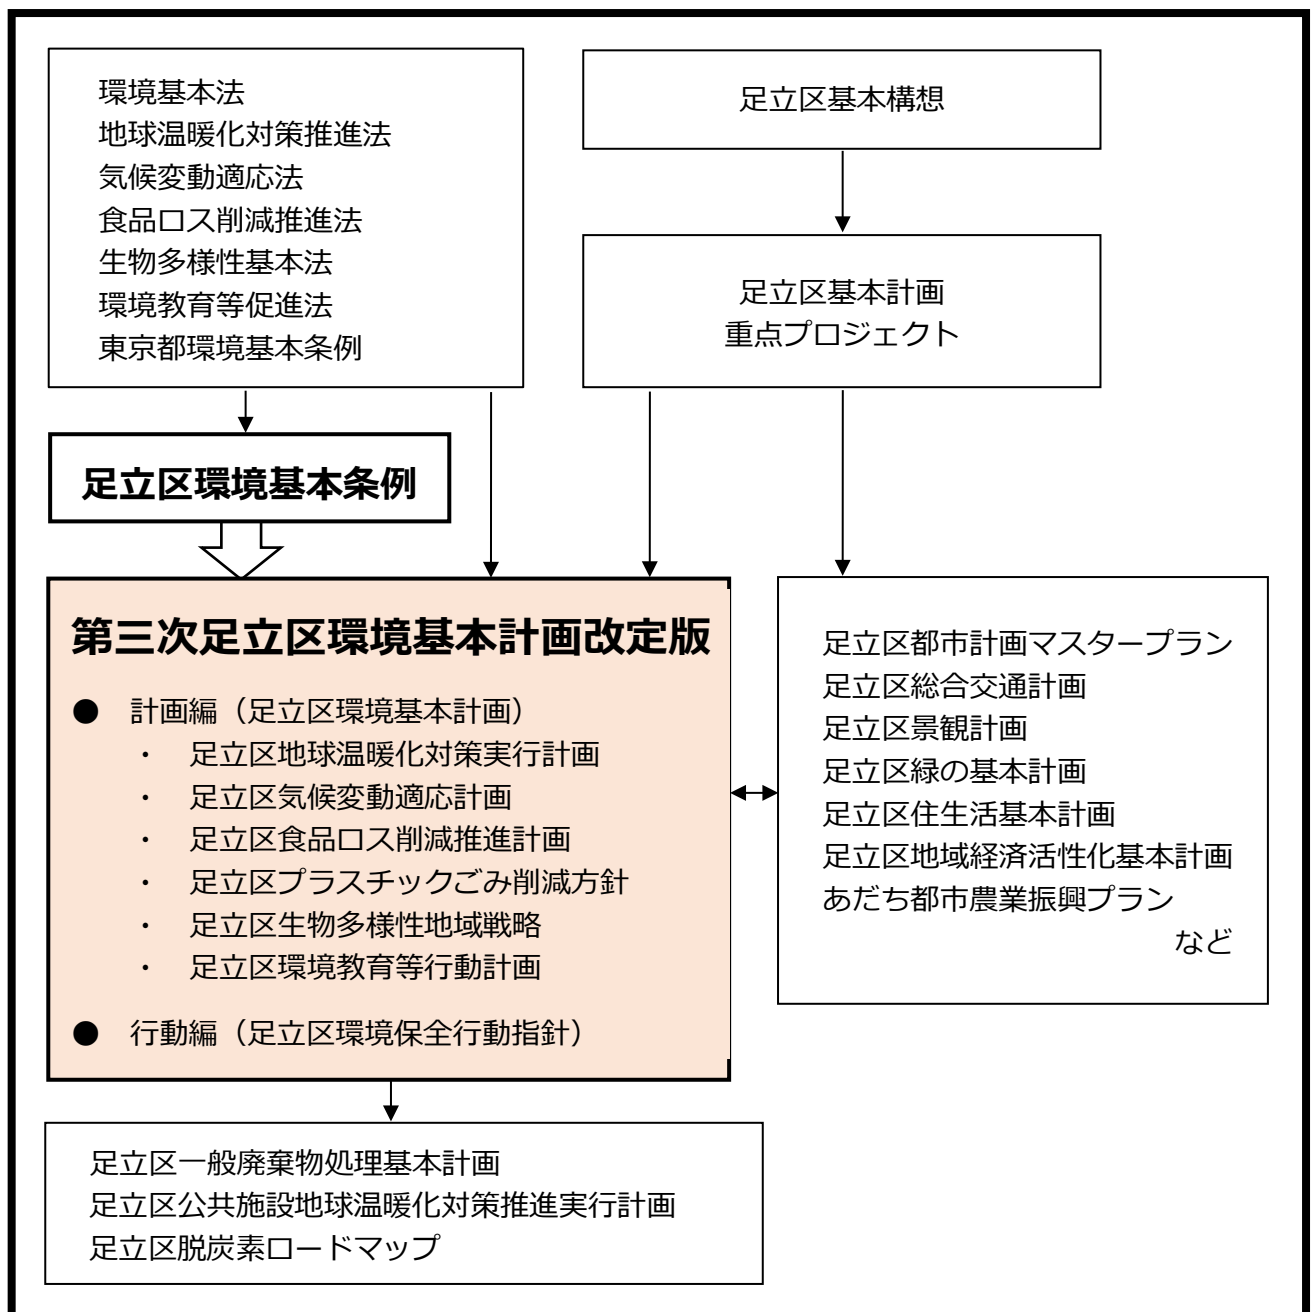 環境基本法
地球温暖化対策推進法
気候変動適応法
食品ロス削減推進法
生物多様性基本法
環境教育等促進法
東京都環境基本条例
足立区基本構想
足立区基本計画
重点プロジェクト
足立区環境基本条例
第三次足立区環境基本計画改定版
● 計画編（足立区環境基本計画）
・ 足立区地球温暖化対策実行計画
・ 足立区気候変動適応計画
・ 足立区食品ロス削減推進計画
・ 足立区プラスチックごみ削減方針
・ 足立区生物多様性地域戦略
・ 足立区環境教育等行動計画
● 行動編（足立区環境保全行動指針）
足立区都市計画マスタープラン
足立区総合交通計画
足立区景観計画
足立区緑の基本計画
足立区住生活基本計画
足立区地域経済活性化基本計画
あだち都市農業振興プラン
など
足立区一般廃棄物処理基本計画
足立区公共施設地球温暖化対策推進実行計画
足立区脱炭素ロードマップ